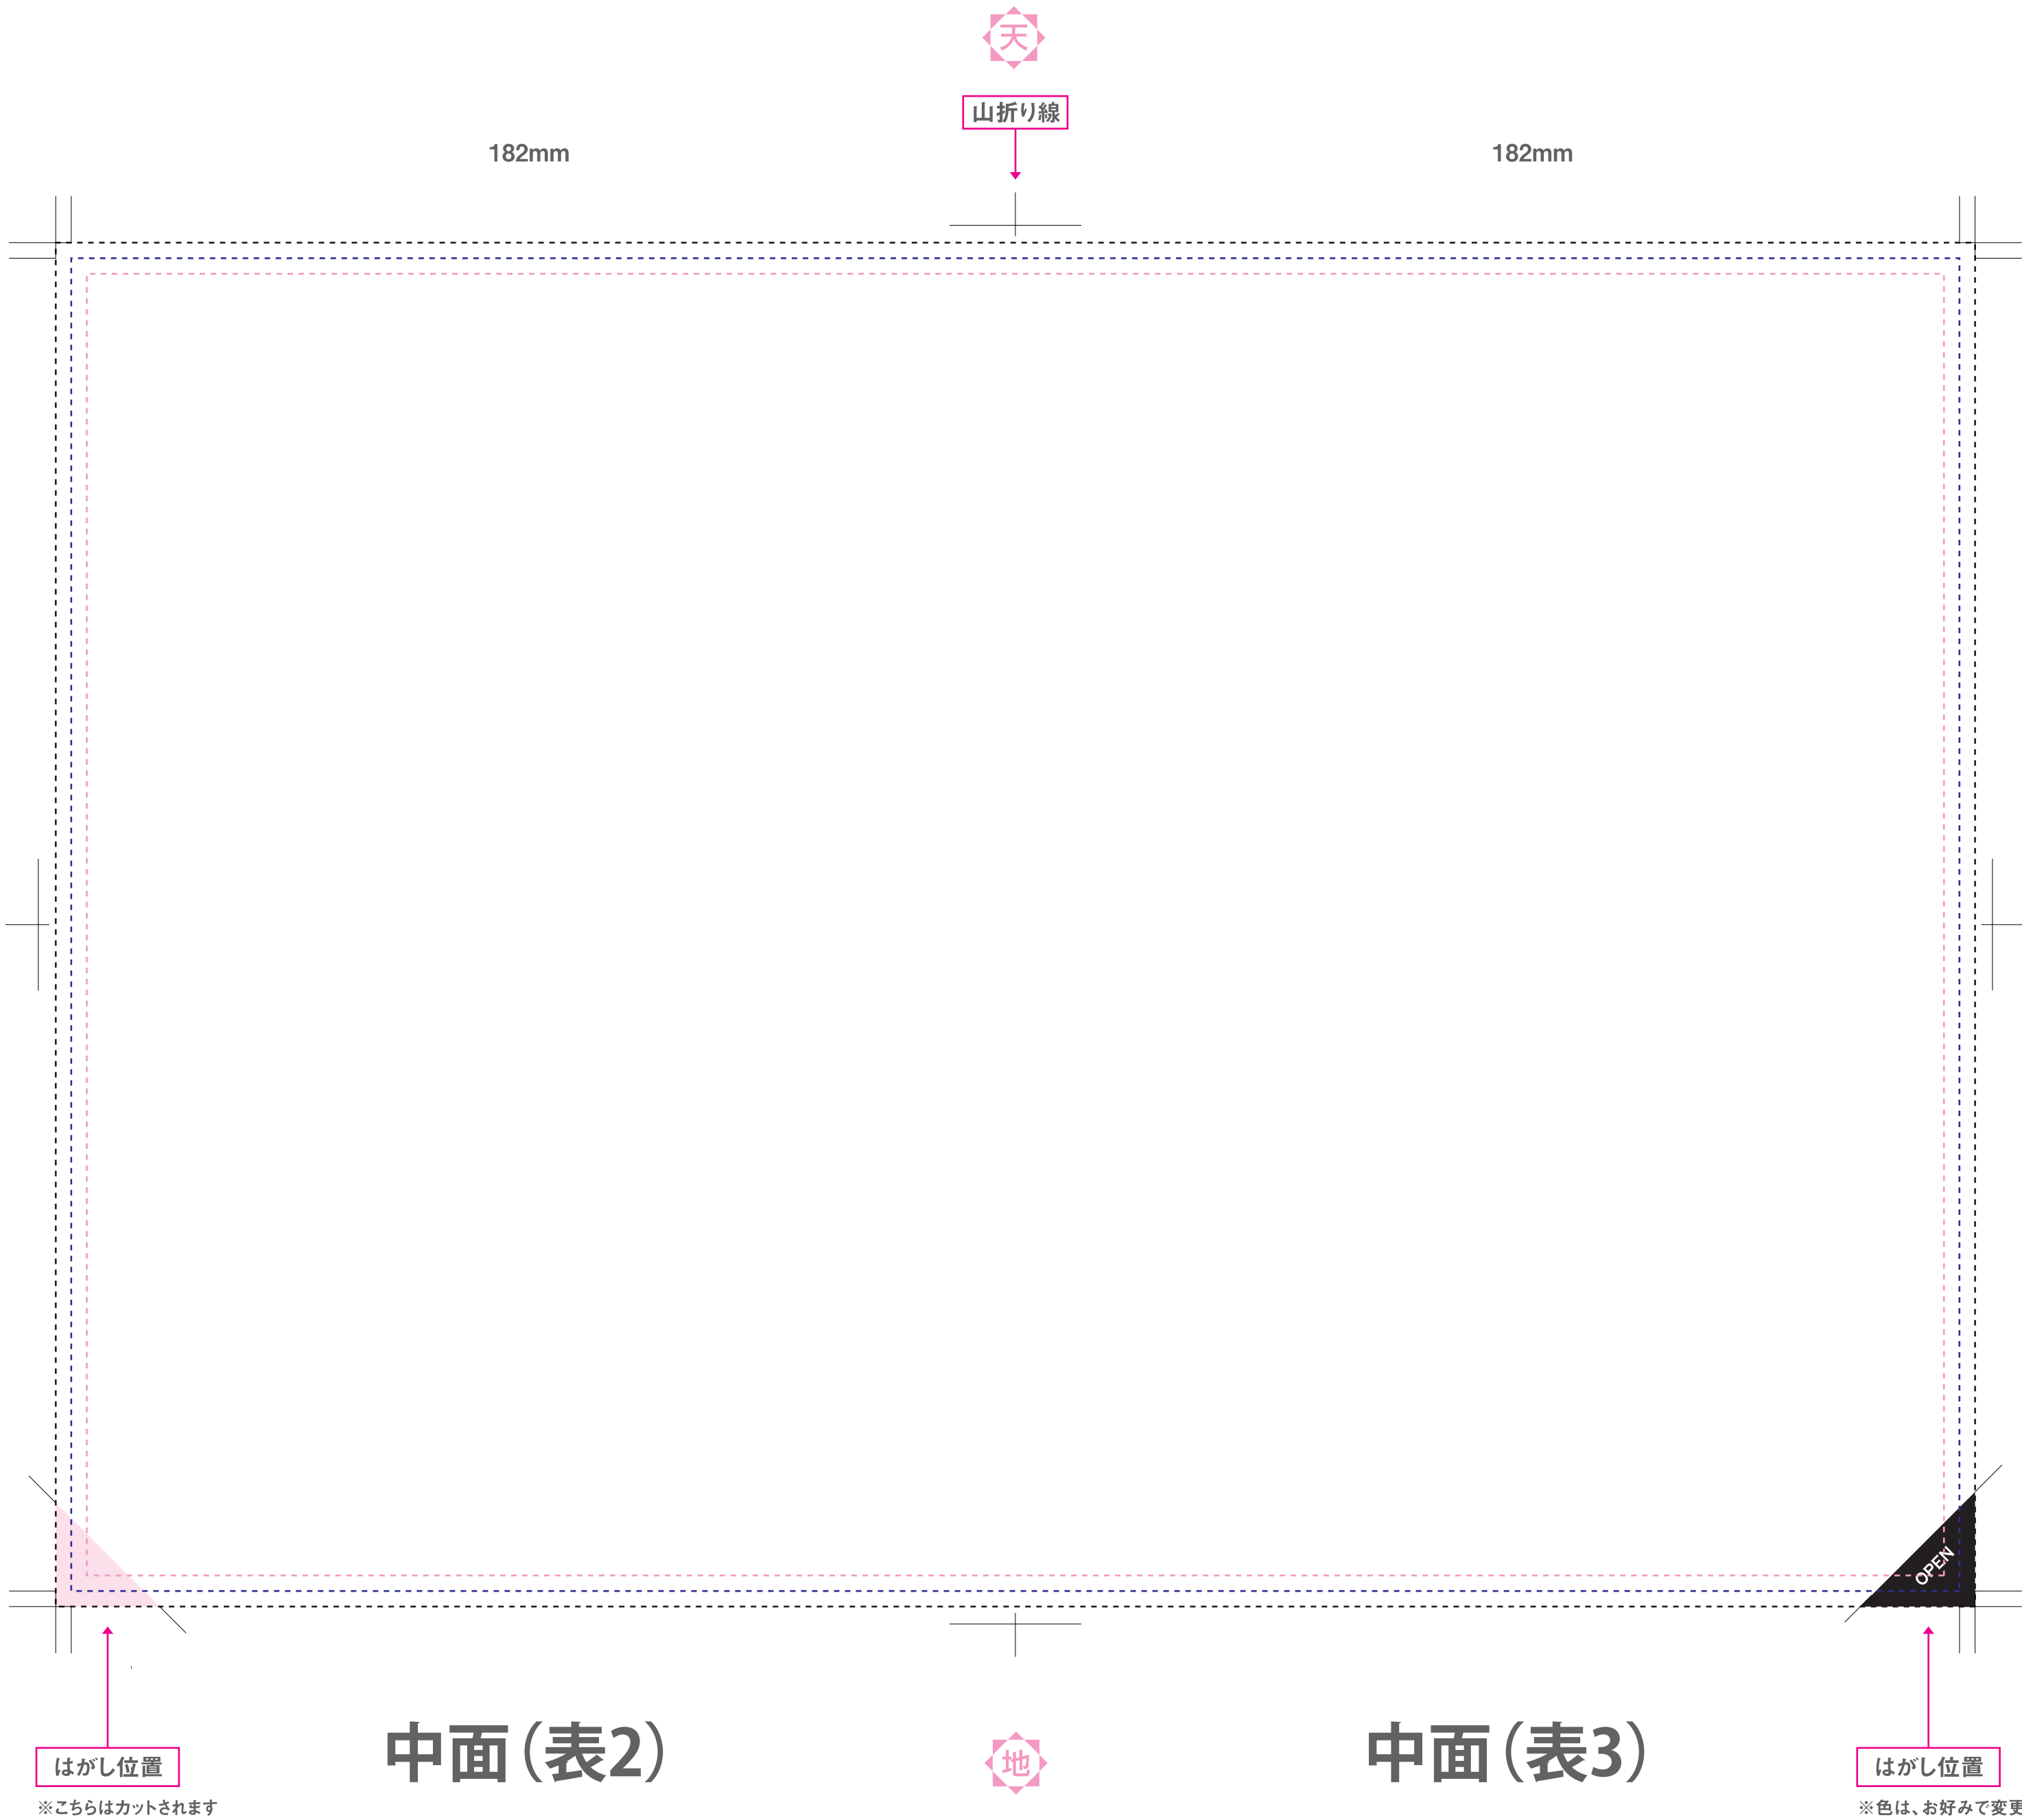 天
山折り線
182mm
182mm
OPEN
中面（表2）
地
中面（表3）
はがし位置
はがし位置
※こちらはカットされます
※色は、お好みで変更